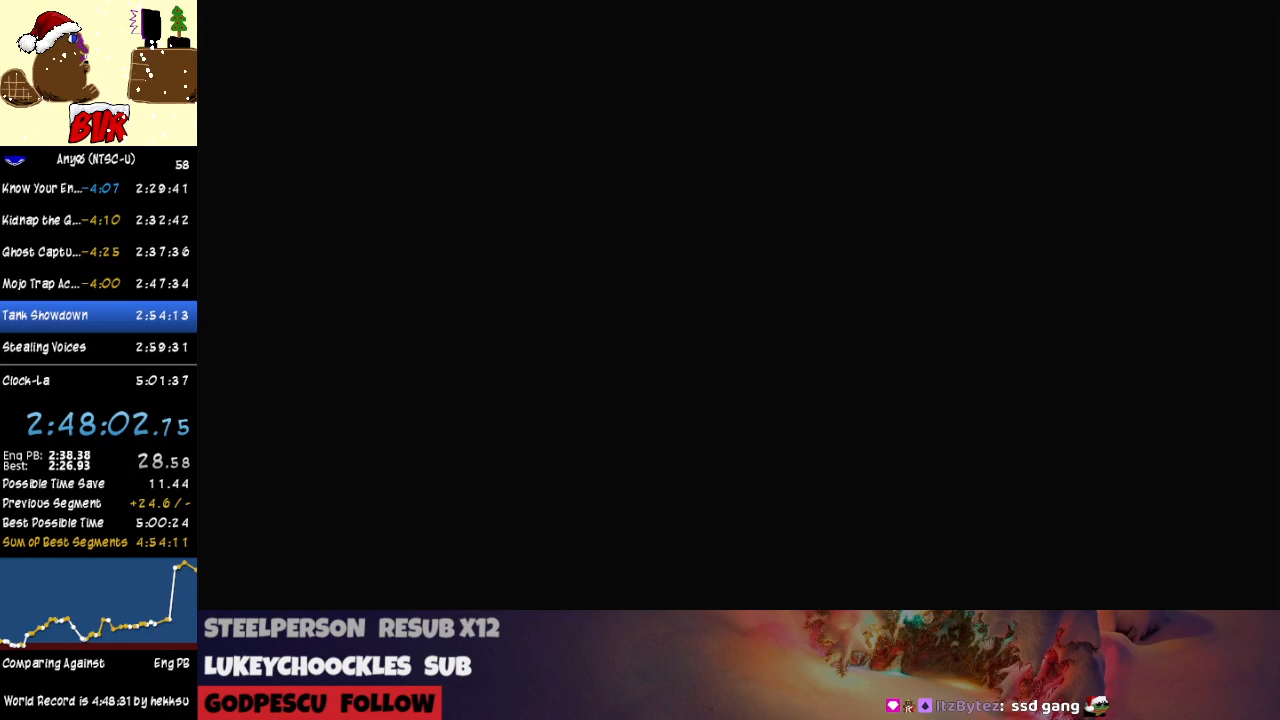 BVK
Any% (NTSC-U)
58
Know Your En... -4:07 2:29:41
Kidnap the G... -4:10 2:32:42
Ghost Captu... -4:25 2:37:36
Mojo Trap Ac... -4:00 2:47:34
Tank Showdown 2:54:13
Stealing Voices 2:59:31
Clock-La 5:01:37
2:48:02.75
Eng PB: 2:38.38
Best: 2:26.93
28.58
Possible Time Save 11.44
Previous Segment +24.6 / -
Best Possible Time 5:00:24
Sum of Best Segments 4:54:11
Comparing Against Eng PB
World Record is 4:48:31 by hekksu
STEELPERSON RESUB X12
LUKEYCHOOCKLES SUB
GODPESCU FOLLOW
ItzBytez: ssd gang